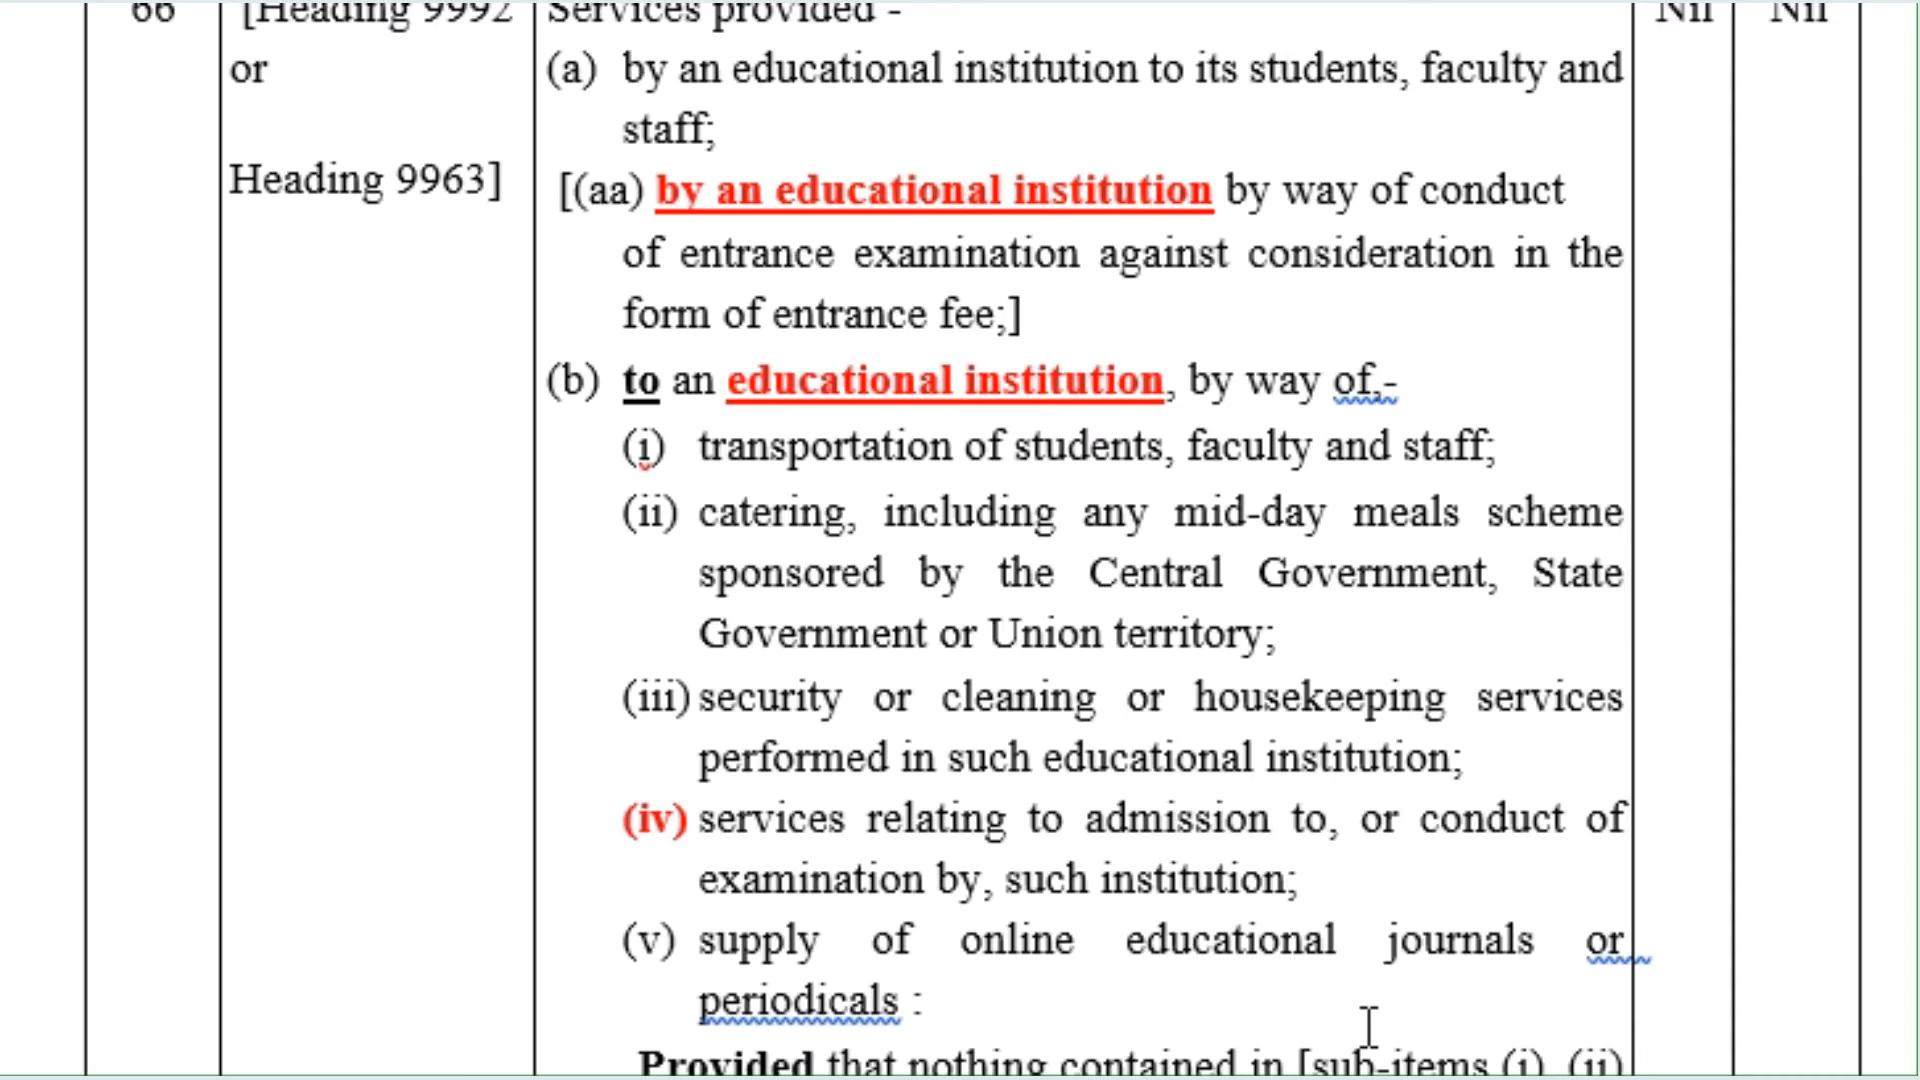 66
[Heading 9992
or
Heading 9963]
Services provided -
(a) by an educational institution to its students, faculty and
staff;
[(aa) by an educational institution by way of conduct
of entrance examination against consideration in the
form of entrance fee;]
(b) to an educational institution, by way of,-
(i) transportation of students, faculty and staff;
(ii) catering, including any mid-day meals scheme
sponsored by the Central Government, State
Government or Union territory;
(iii) security or cleaning or housekeeping services
performed in such educational institution;
(iv) services relating to admission to, or conduct of
examination by, such institution;
(v) supply of online educational journals or
periodicals :
Provided that nothing contained in [sub-items (i), (ii)
Nil
Nil